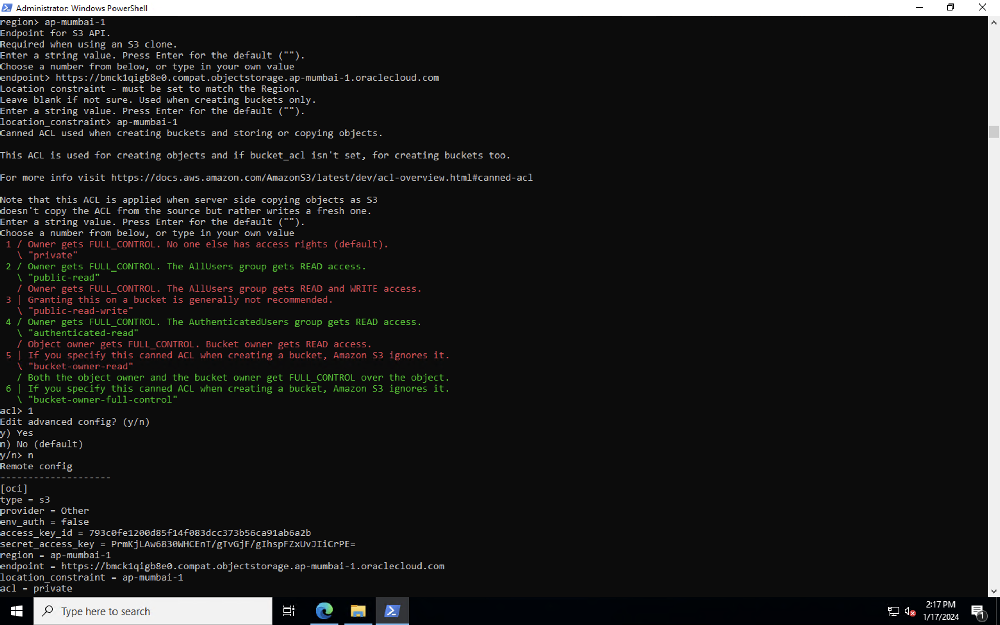 Administrator: Windows PowerShell
region> ap-mumbai-1
Endpoint for S3 API.
Required when using an S3 clone.
Enter a string value. Press Enter for the default ("").
Choose a number from below, or type in your own value
endpoint> https://bmck1qigb8e0.compat.objectstorage.ap-mumbai-1.oraclecloud.com
Location constraint - must be set to match the Region.
Leave blank if not sure. Used when creating buckets only.
Enter a string value. Press Enter for the default ("").
location_constraint> ap-mumbai-1
Canned ACL used when creating buckets and storing or copying objects.
This ACL is used for creating objects and if bucket_acl isn't set, for creating buckets too.
For more info visit https://docs.aws.amazon.com/AmazonS3/latest/dev/acl-overview.html#canned-acl
Note that this ACL is applied when server side copying objects as S3
doesn't copy the ACL from the source but rather writes a fresh one.
Enter a string value. Press Enter for the default ("").
Choose a number from below, or type in your own value
1 / Owner gets FULL_CONTROL. No one else has access rights (default).
\ "private"
2 / Owner gets FULL_CONTROL. The AllUsers group gets READ access.
\ "public-read"
/ Owner gets FULL_CONTROL. The AllUsers group gets READ and WRITE access.
3 | Granting this on a bucket is generally not recommended.
\ "public-read-write"
4 / Owner gets FULL_CONTROL. The AuthenticatedUsers group gets READ access.
\ "authenticated-read"
/ Object owner gets FULL_CONTROL. Bucket owner gets READ access.
5 | If you specify this canned ACL when creating a bucket, Amazon S3 ignores it.
\ "bucket-owner-read"
/ Both the object owner and the bucket owner get FULL_CONTROL over the object.
6 | If you specify this canned ACL when creating a bucket, Amazon S3 ignores it.
\ "bucket-owner-full-control"
acl> 1
Edit advanced config? (y/n)
y) Yes
n) No (default)
y/n> n
Remote config
--------------------
[oci]
type = s3
provider = Other
env_auth = false
access_key_id = 793c0fe1200d85f14f083dcc373b56ca91ab6a2b
secret_access_key = PrmKjLAw6830WHCEnT/gTvGjF/gIhspFZxUvJIiCrPE=
region = ap-mumbai-1
endpoint = https://bmck1qigb8e0.compat.objectstorage.ap-mumbai-1.oraclecloud.com
location_constraint = ap-mumbai-1
acl = private
Type here to search
2:17 PM
1/17/2024
1